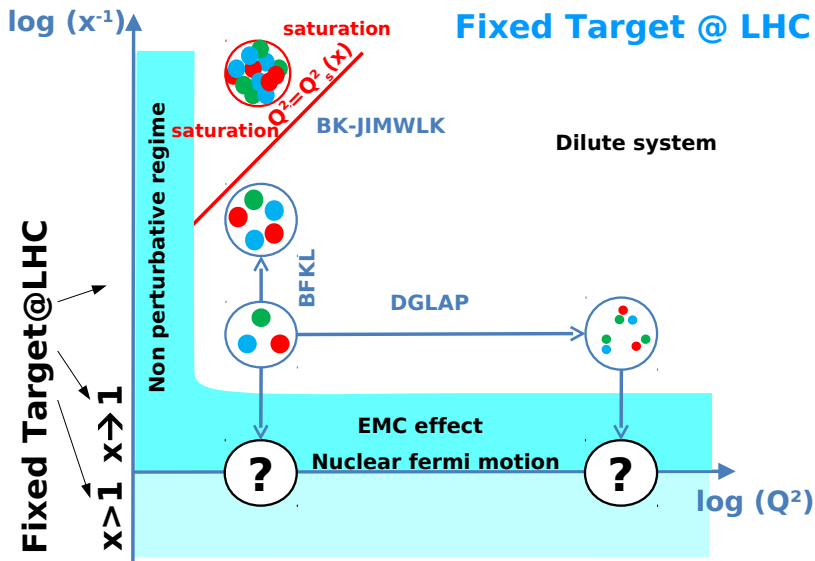 log (x⁻¹)
Fixed Target @ LHC
saturation
Q²=Q²ₛ(x)
saturation
BK-JIMWLK
Dilute system
Non perturbative regime
BFKL
DGLAP
Fixed Target@LHC
x→1
x>1
EMC effect
Nuclear fermi motion
?
?
log (Q²)